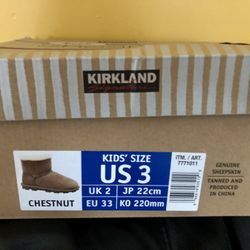 KIRKLAND
Signature
KIDS' SIZE
US 3
UK 2 JP 22cm
EU 33 KO 220mm
CHESTNUT
ITM. / ART.
7771011
GENUINE
SHEEPSKIN
TANNED AND
PRODUCED
IN CHINA